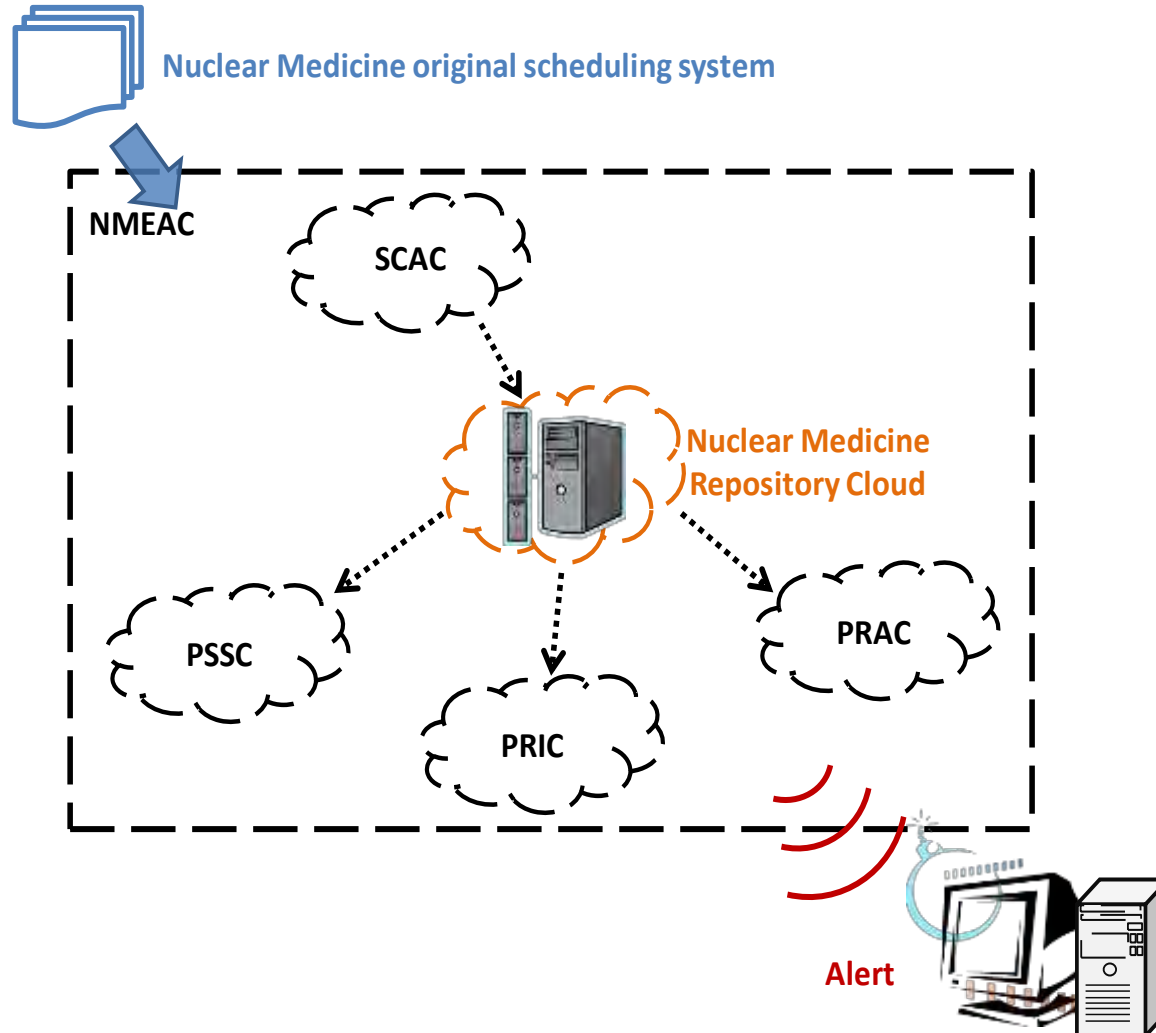 Nuclear Medicine original scheduling system
NMEAC
SCAC
Nuclear Medicine
Repository Cloud
PSSC
PRAC
PRIC
Alert